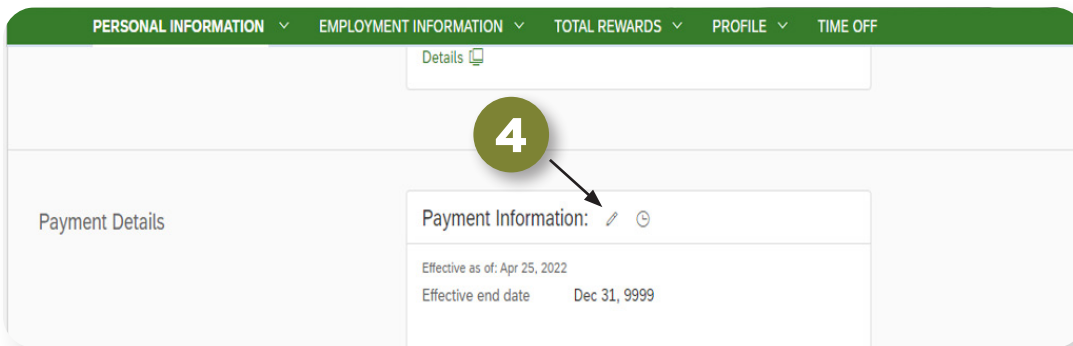 PERSONAL INFORMATION EMPLOYMENT INFORMATION TOTAL REWARDS PROFILE TIME OFF
Details
4
Payment Details
Payment Information:
Effective as of: Apr 25, 2022
Effective end date Dec 31, 9999